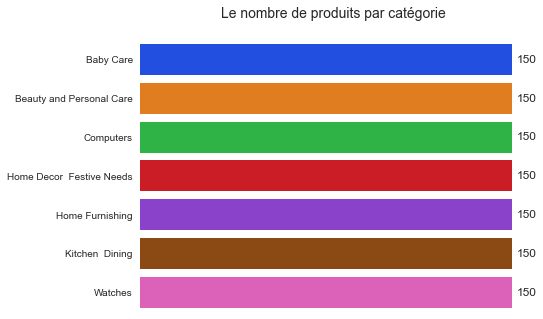 Le nombre de produits par catégorie
Baby Care 150
Beauty and Personal Care 150
Computers 150
Home Decor  Festive Needs 150
Home Furnishing 150
Kitchen  Dining 150
Watches 150